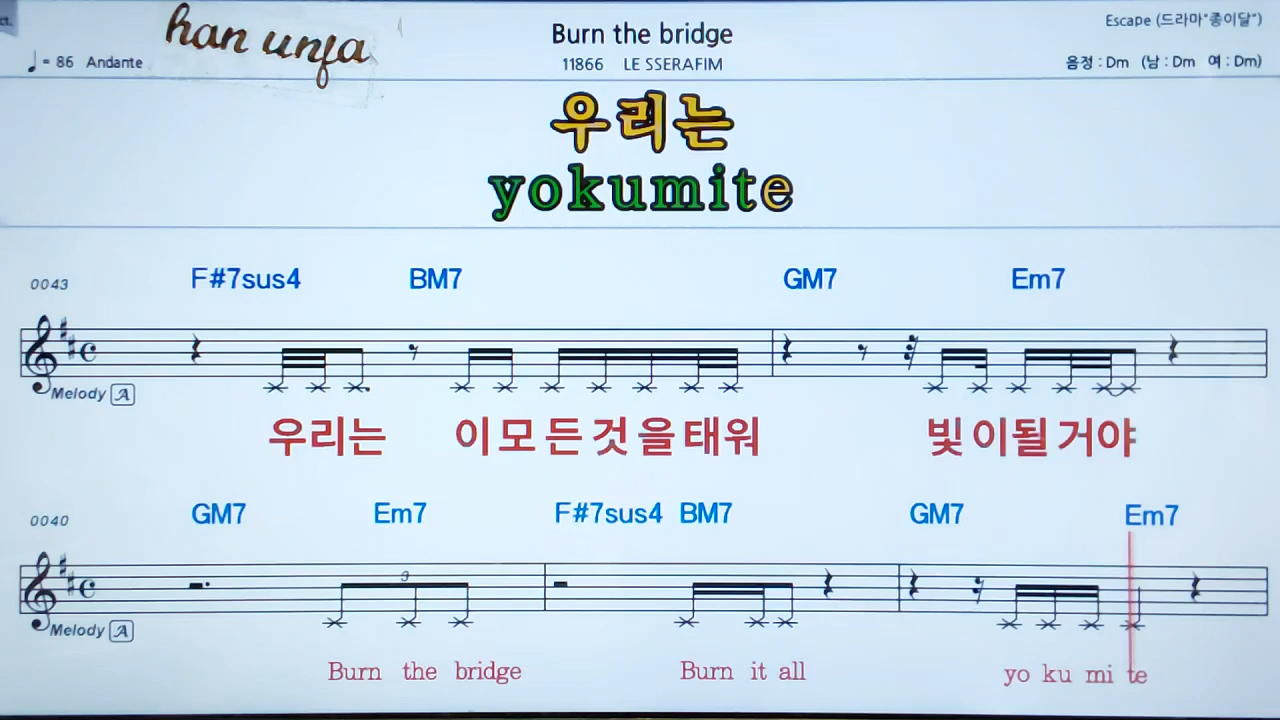 han unfa
Burn the bridge
Escape (드라마"종이달")
♩ = 86 Andante
11866 LE SSERAFIM
음정 : Dm (남 : Dm 여 : Dm)
우리는
yokumite
0043 F#7sus4 BM7 GM7 Em7
Melody A
우리는 이모든것을태워 빛이될거야
0040 GM7 Em7 F#7sus4 BM7 GM7 Em7
3
Melody A
Burn the bridge Burn it all yo ku mi te